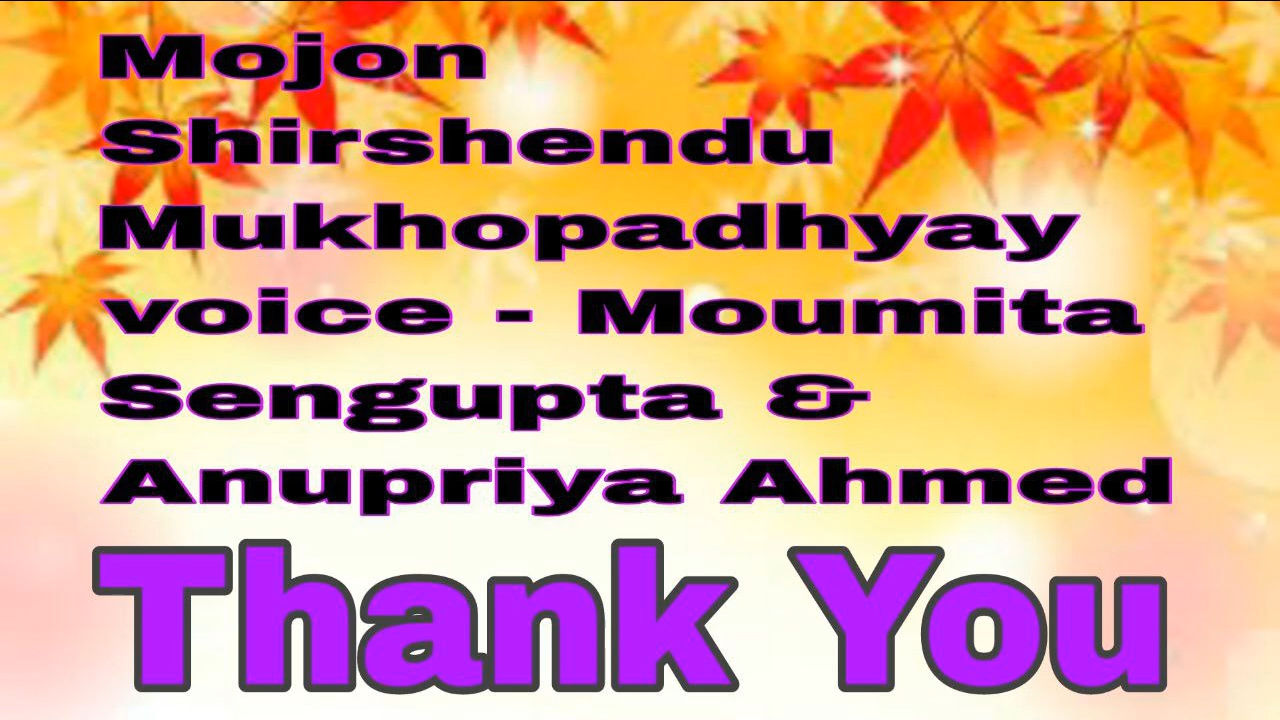 Mojon
Shirshendu
Mukhopadhyay
voice - Moumita
Sengupta &
Anupriya Ahmed
Thank You